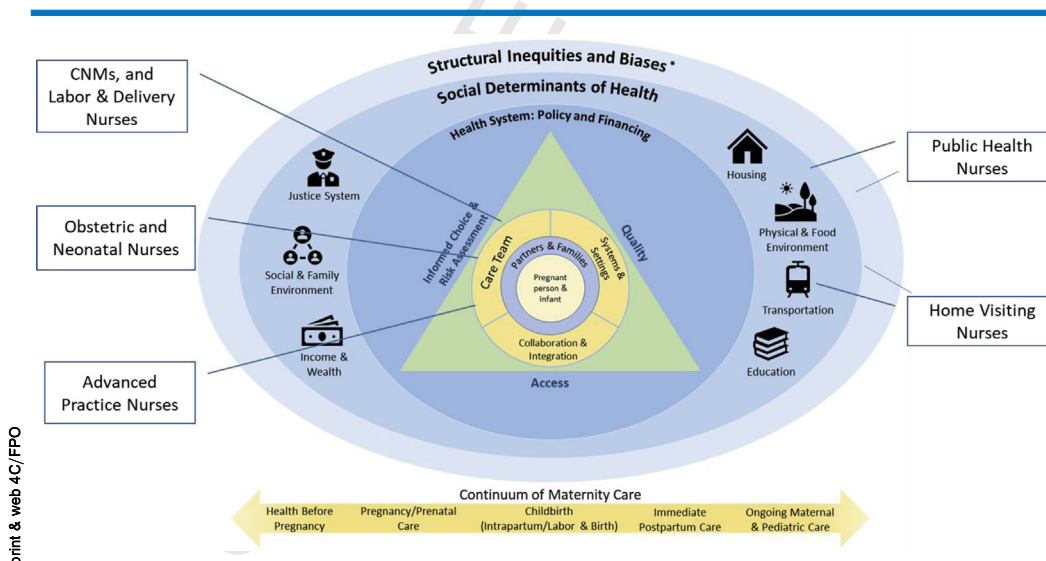 Structural Inequities and Biases*
Social Determinants of Health
Health System: Policy and Financing
CNMs, and
Labor & Delivery
Nurses
Obstetric and
Neonatal Nurses
Advanced
Practice Nurses
Justice System
Social & Family
Environment
Income &
Wealth
Informed Choice &
Risk Assessment
Quality
Access
Care Team
Systems &
Settings
Collaboration &
Integration
Partners & Families
Pregnant
person &
infant
Housing
Physical & Food
Environment
Transportation
Education
Public Health
Nurses
Home Visiting
Nurses
Continuum of Maternity Care
Health Before
Pregnancy
Pregnancy/Prenatal
Care
Childbirth
(Intrapartum/Labor & Birth)
Immediate
Postpartum Care
Ongoing Maternal
& Pediatric Care
print & web 4C/FPO